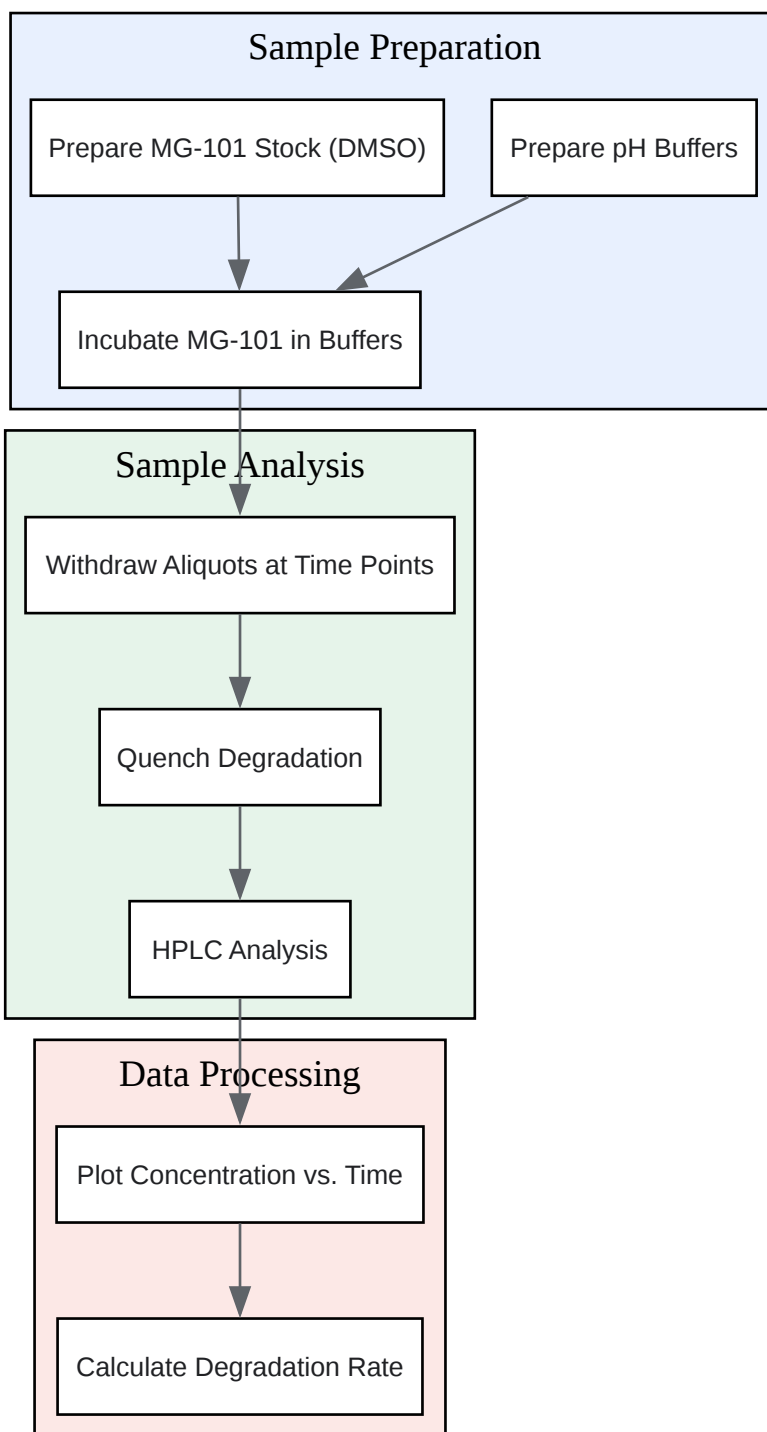 Sample Preparation
Prepare MG-101 Stock (DMSO)
Prepare pH Buffers
Incubate MG-101 in Buffers
Sample Analysis
Withdraw Aliquots at Time Points
Quench Degradation
HPLC Analysis
Data Processing
Plot Concentration vs. Time
Calculate Degradation Rate